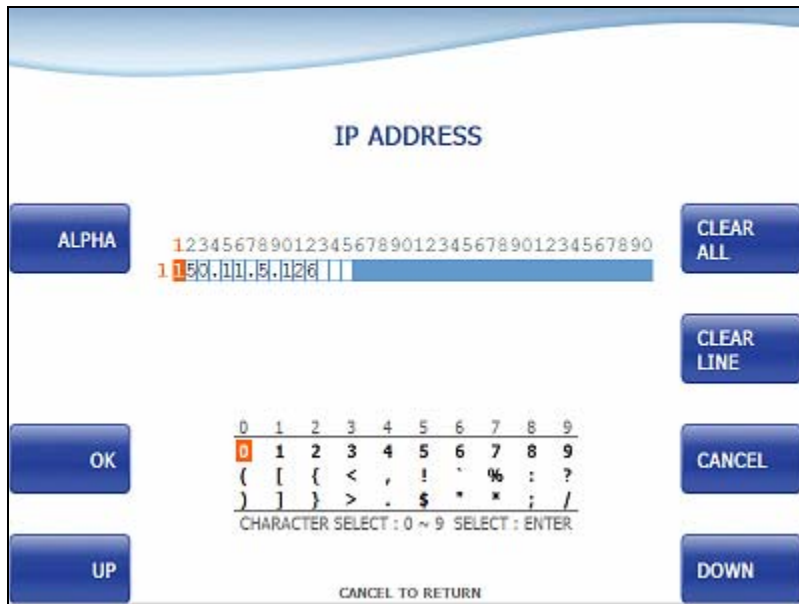 IP ADDRESS
ALPHA
1234567890123456789012345678901234567890
CLEAR ALL
1 150.11.5.126
CLEAR LINE
0 1 2 3 4 5 6 7 8 9
0 1 2 3 4 5 6 7 8 9
( [ { < , ! ` % : ?
) ] } > . $ " * ; /
CHARACTER SELECT : 0 ~ 9 SELECT : ENTER
OK
CANCEL
UP
DOWN
CANCEL TO RETURN